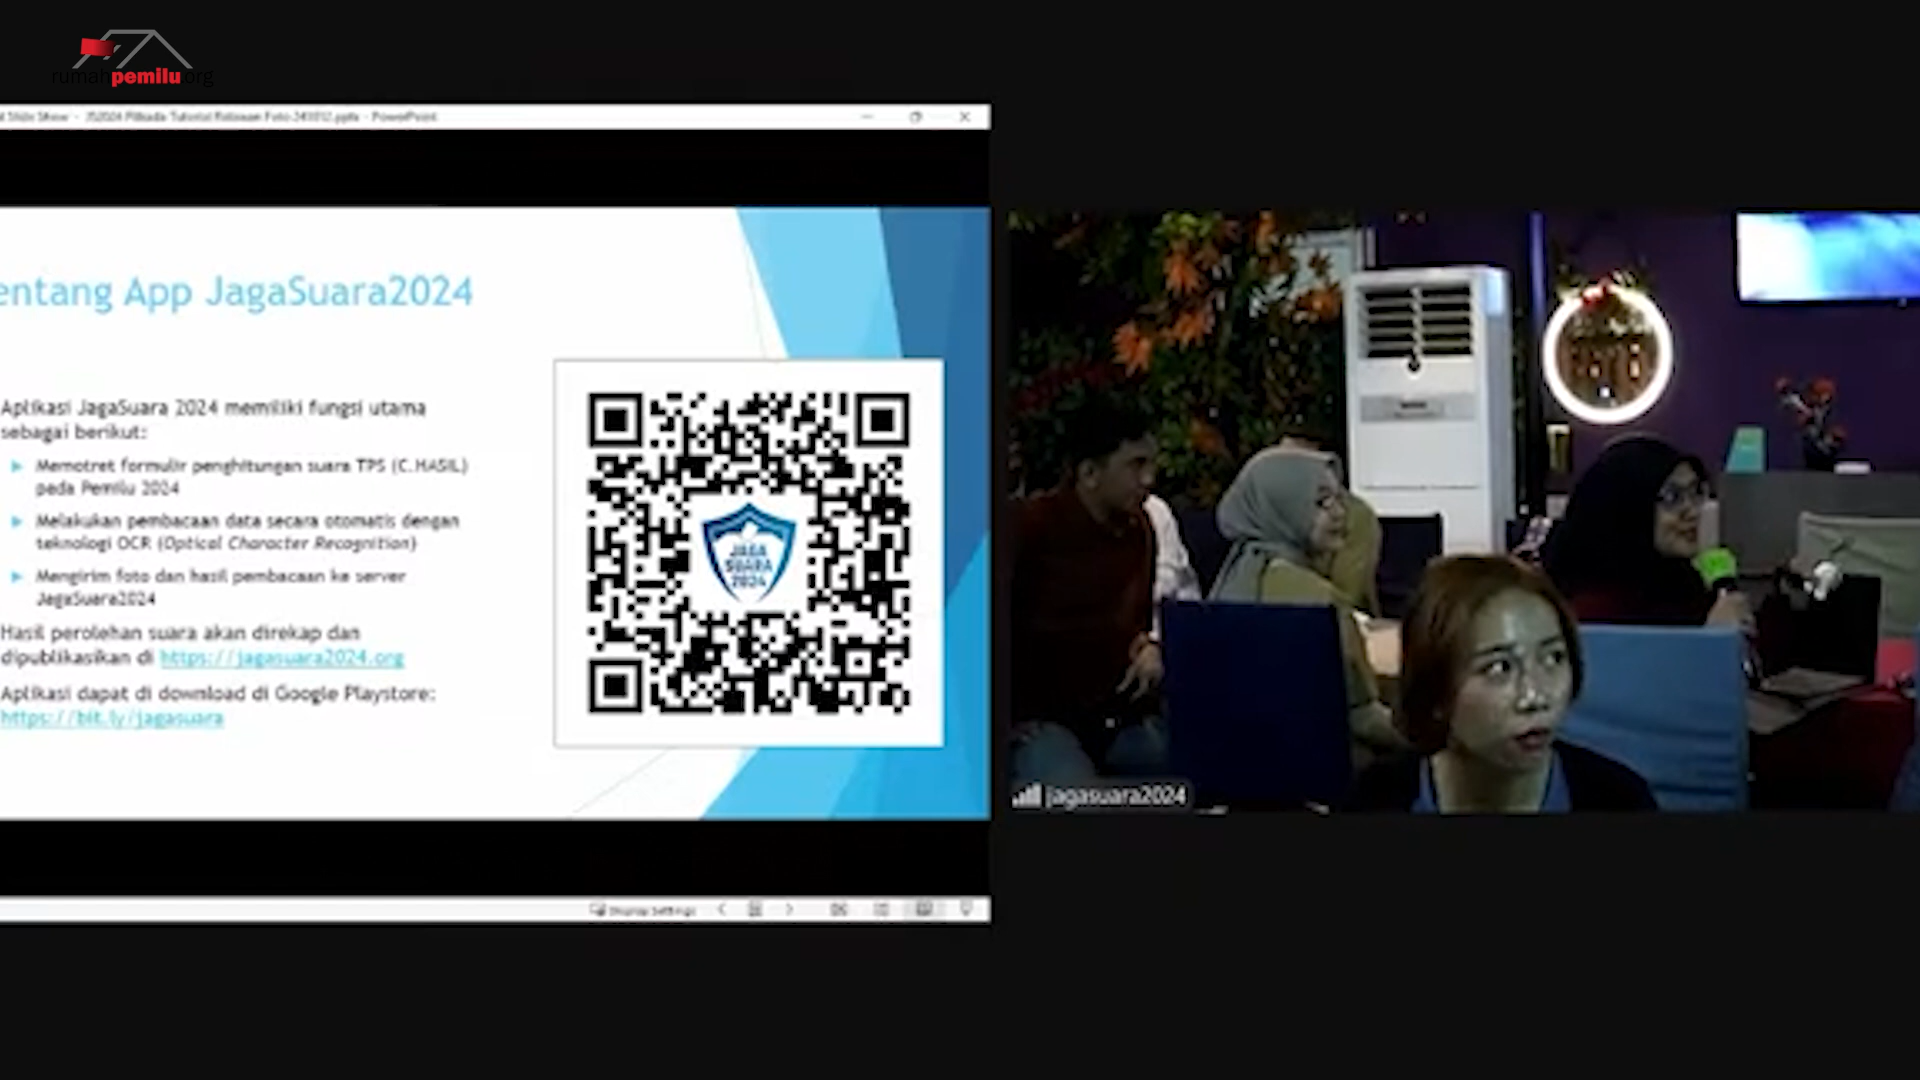 rumahpemilu.org
Slide Show - JS2024 Pilkada Tutorial Relawan Foto 241012.pptx - PowerPoint
entang App JagaSuara2024
Aplikasi JagaSuara 2024 memiliki fungsi utama
sebagai berikut:
Memotret formulir penghitungan suara TPS (C.HASIL)
pada Pemilu 2024
Melakukan pembacaan data secara otomatis dengan
teknologi OCR (Optical Character Recognition)
Mengirim foto dan hasil pembacaan ke server
JagaSuara2024
Hasil perolehan suara akan direkap dan
dipublikasikan di https://jagasuara2024.org
Aplikasi dapat di download di Google Playstore:
https://bit.ly/jagasuara
JAGA
SUARA
2024
Display Settings
jagasuara2024